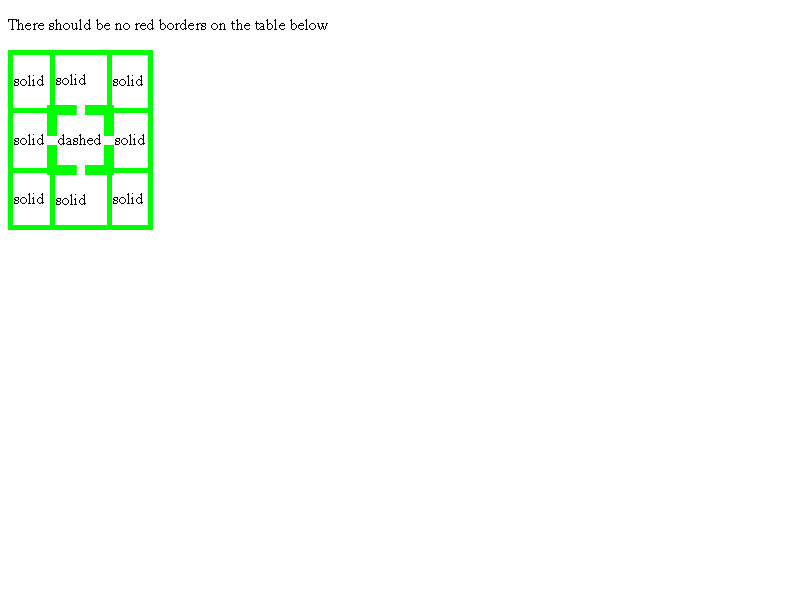 There should be no red borders on the table below
solid solid solid
solid dashed solid
solid solid solid